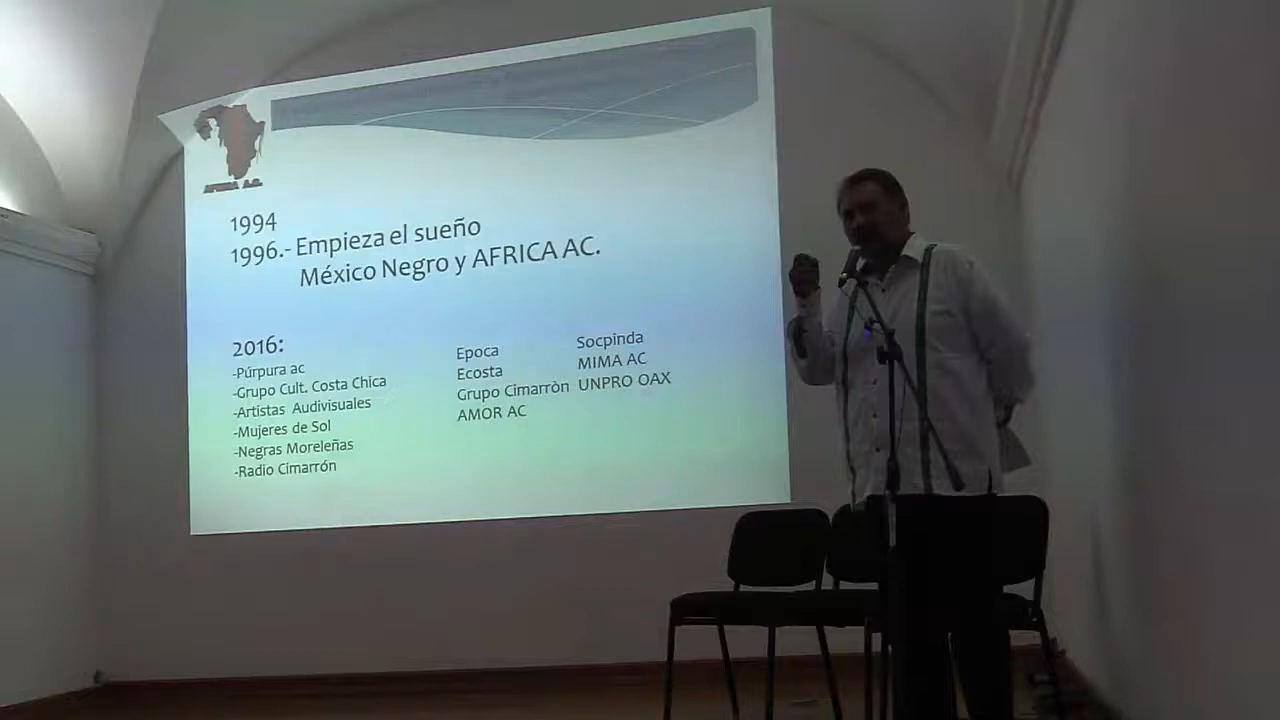 AFRICA A.C.
1994
1996.- Empieza el sueño
México Negro y AFRICA AC.
2016:
-Púrpura ac
-Grupo Cult. Costa Chica
-Artistas Audivisuales
-Mujeres de Sol
-Negras Moreleñas
-Radio Cimarrón
Epoca
Ecosta
Grupo Cimarròn
AMOR AC
Socpinda
MIMA AC
UNPRO OAX